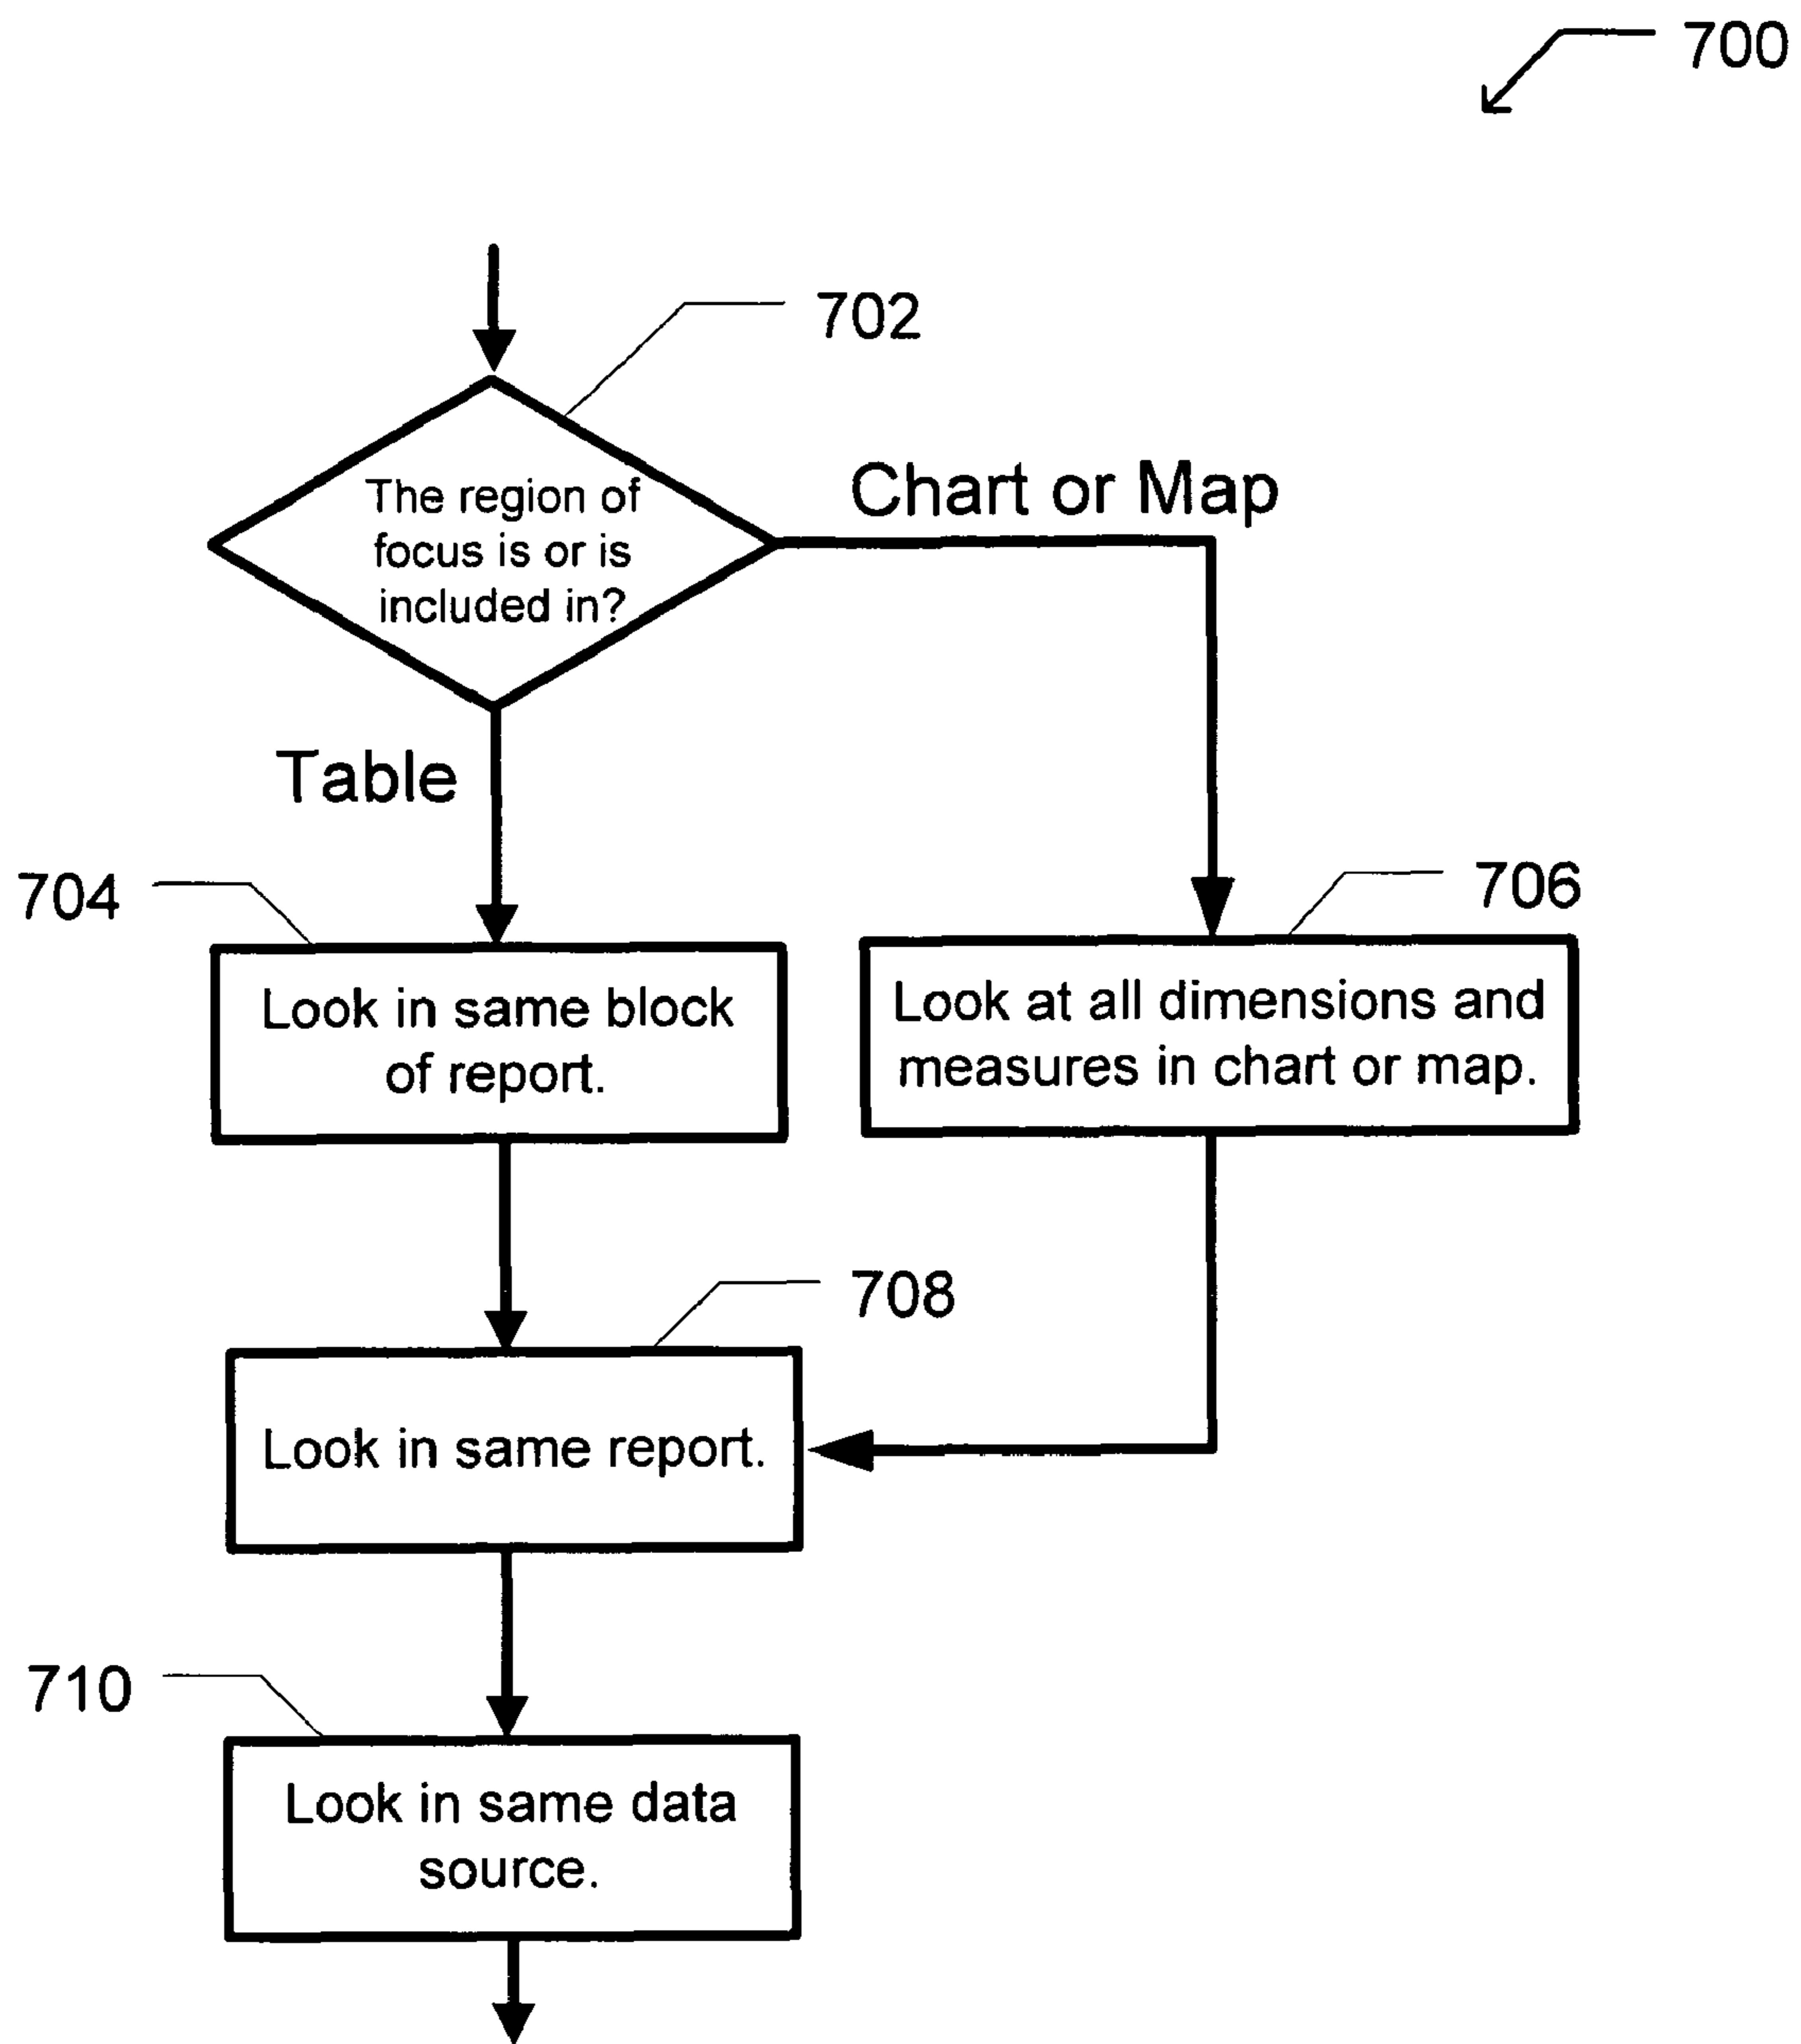 700
702
The region of
focus is or is
included in?
Chart or Map
Table
704
Look in same block
of report.
706
Look at all dimensions and
measures in chart or map.
708
Look in same report.
710
Look in same data
source.